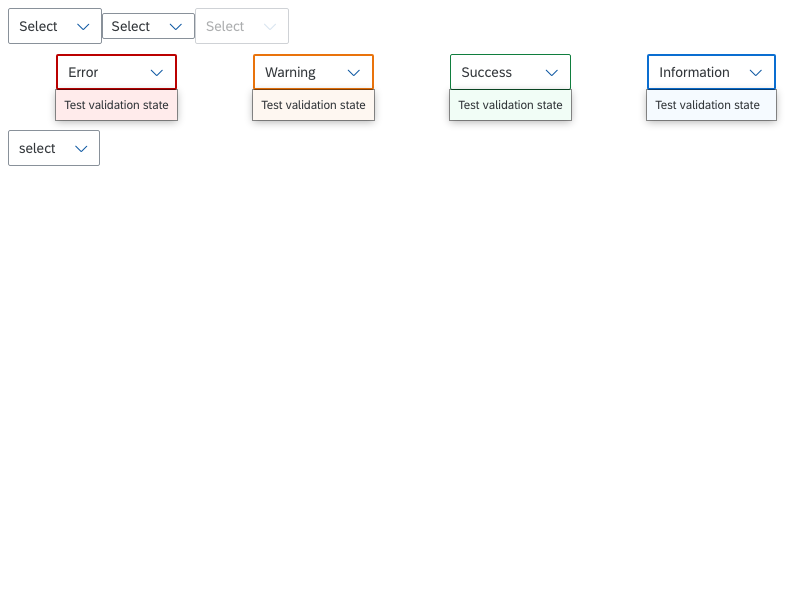 Select Select Select
Error Warning Success Information
Test validation state Test validation state Test validation state Test validation state
select